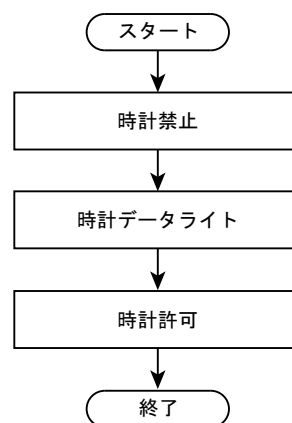 スタート
時計禁止
時計データライト
時計許可
終了